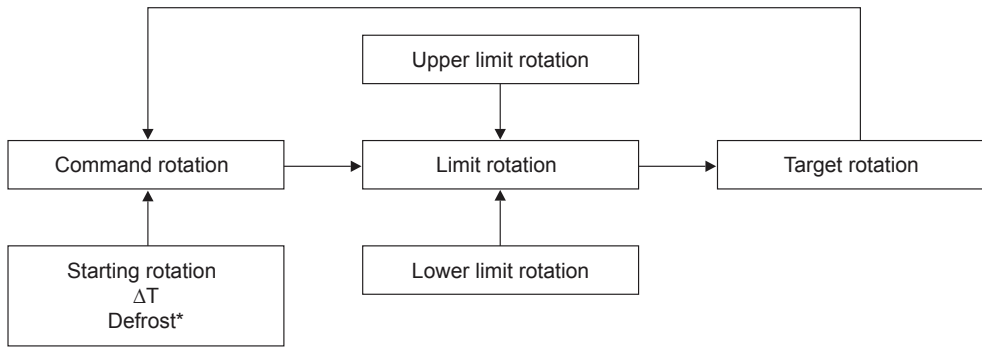 Upper limit rotation
Command rotation
Limit rotation
Target rotation
Starting rotation
ΔT
Defrost*
Lower limit rotation